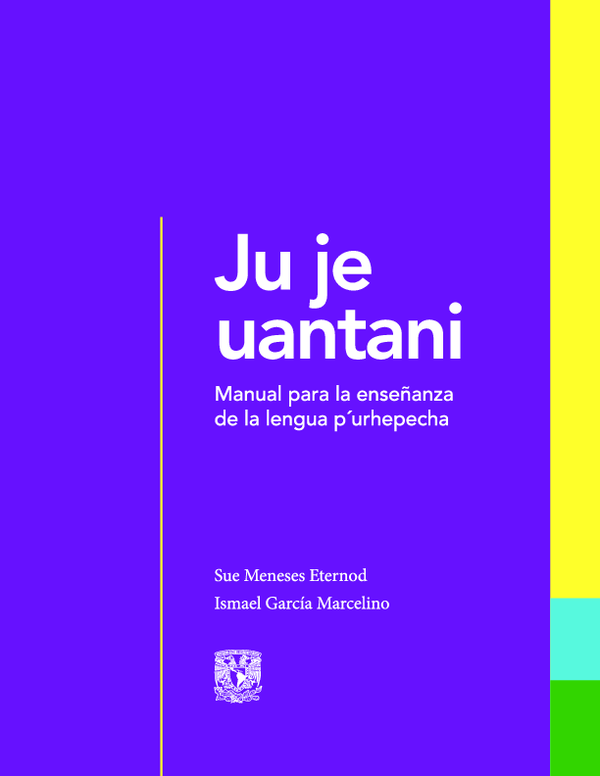 Ju je
uantani
Manual para la enseñanza
de la lengua p´urhepecha
Sue Meneses Eternod
Ismael García Marcelino